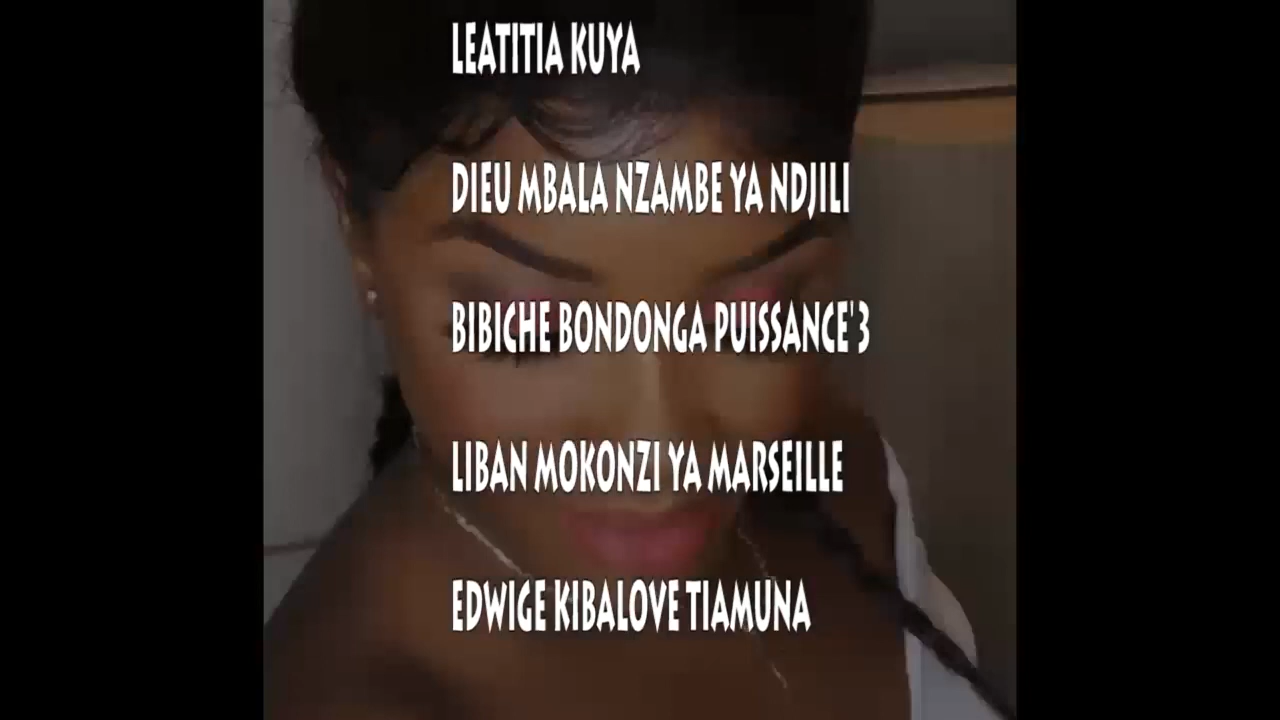 LEATITIA KUYA
DIEU MBALA NZAMBE YA NDJILI
BIBICHE BONDONGA PUISSANCE'3
LIBAN MOKONZI YA MARSEILLE
EDWIGE KIBALOVE TIAMUNA